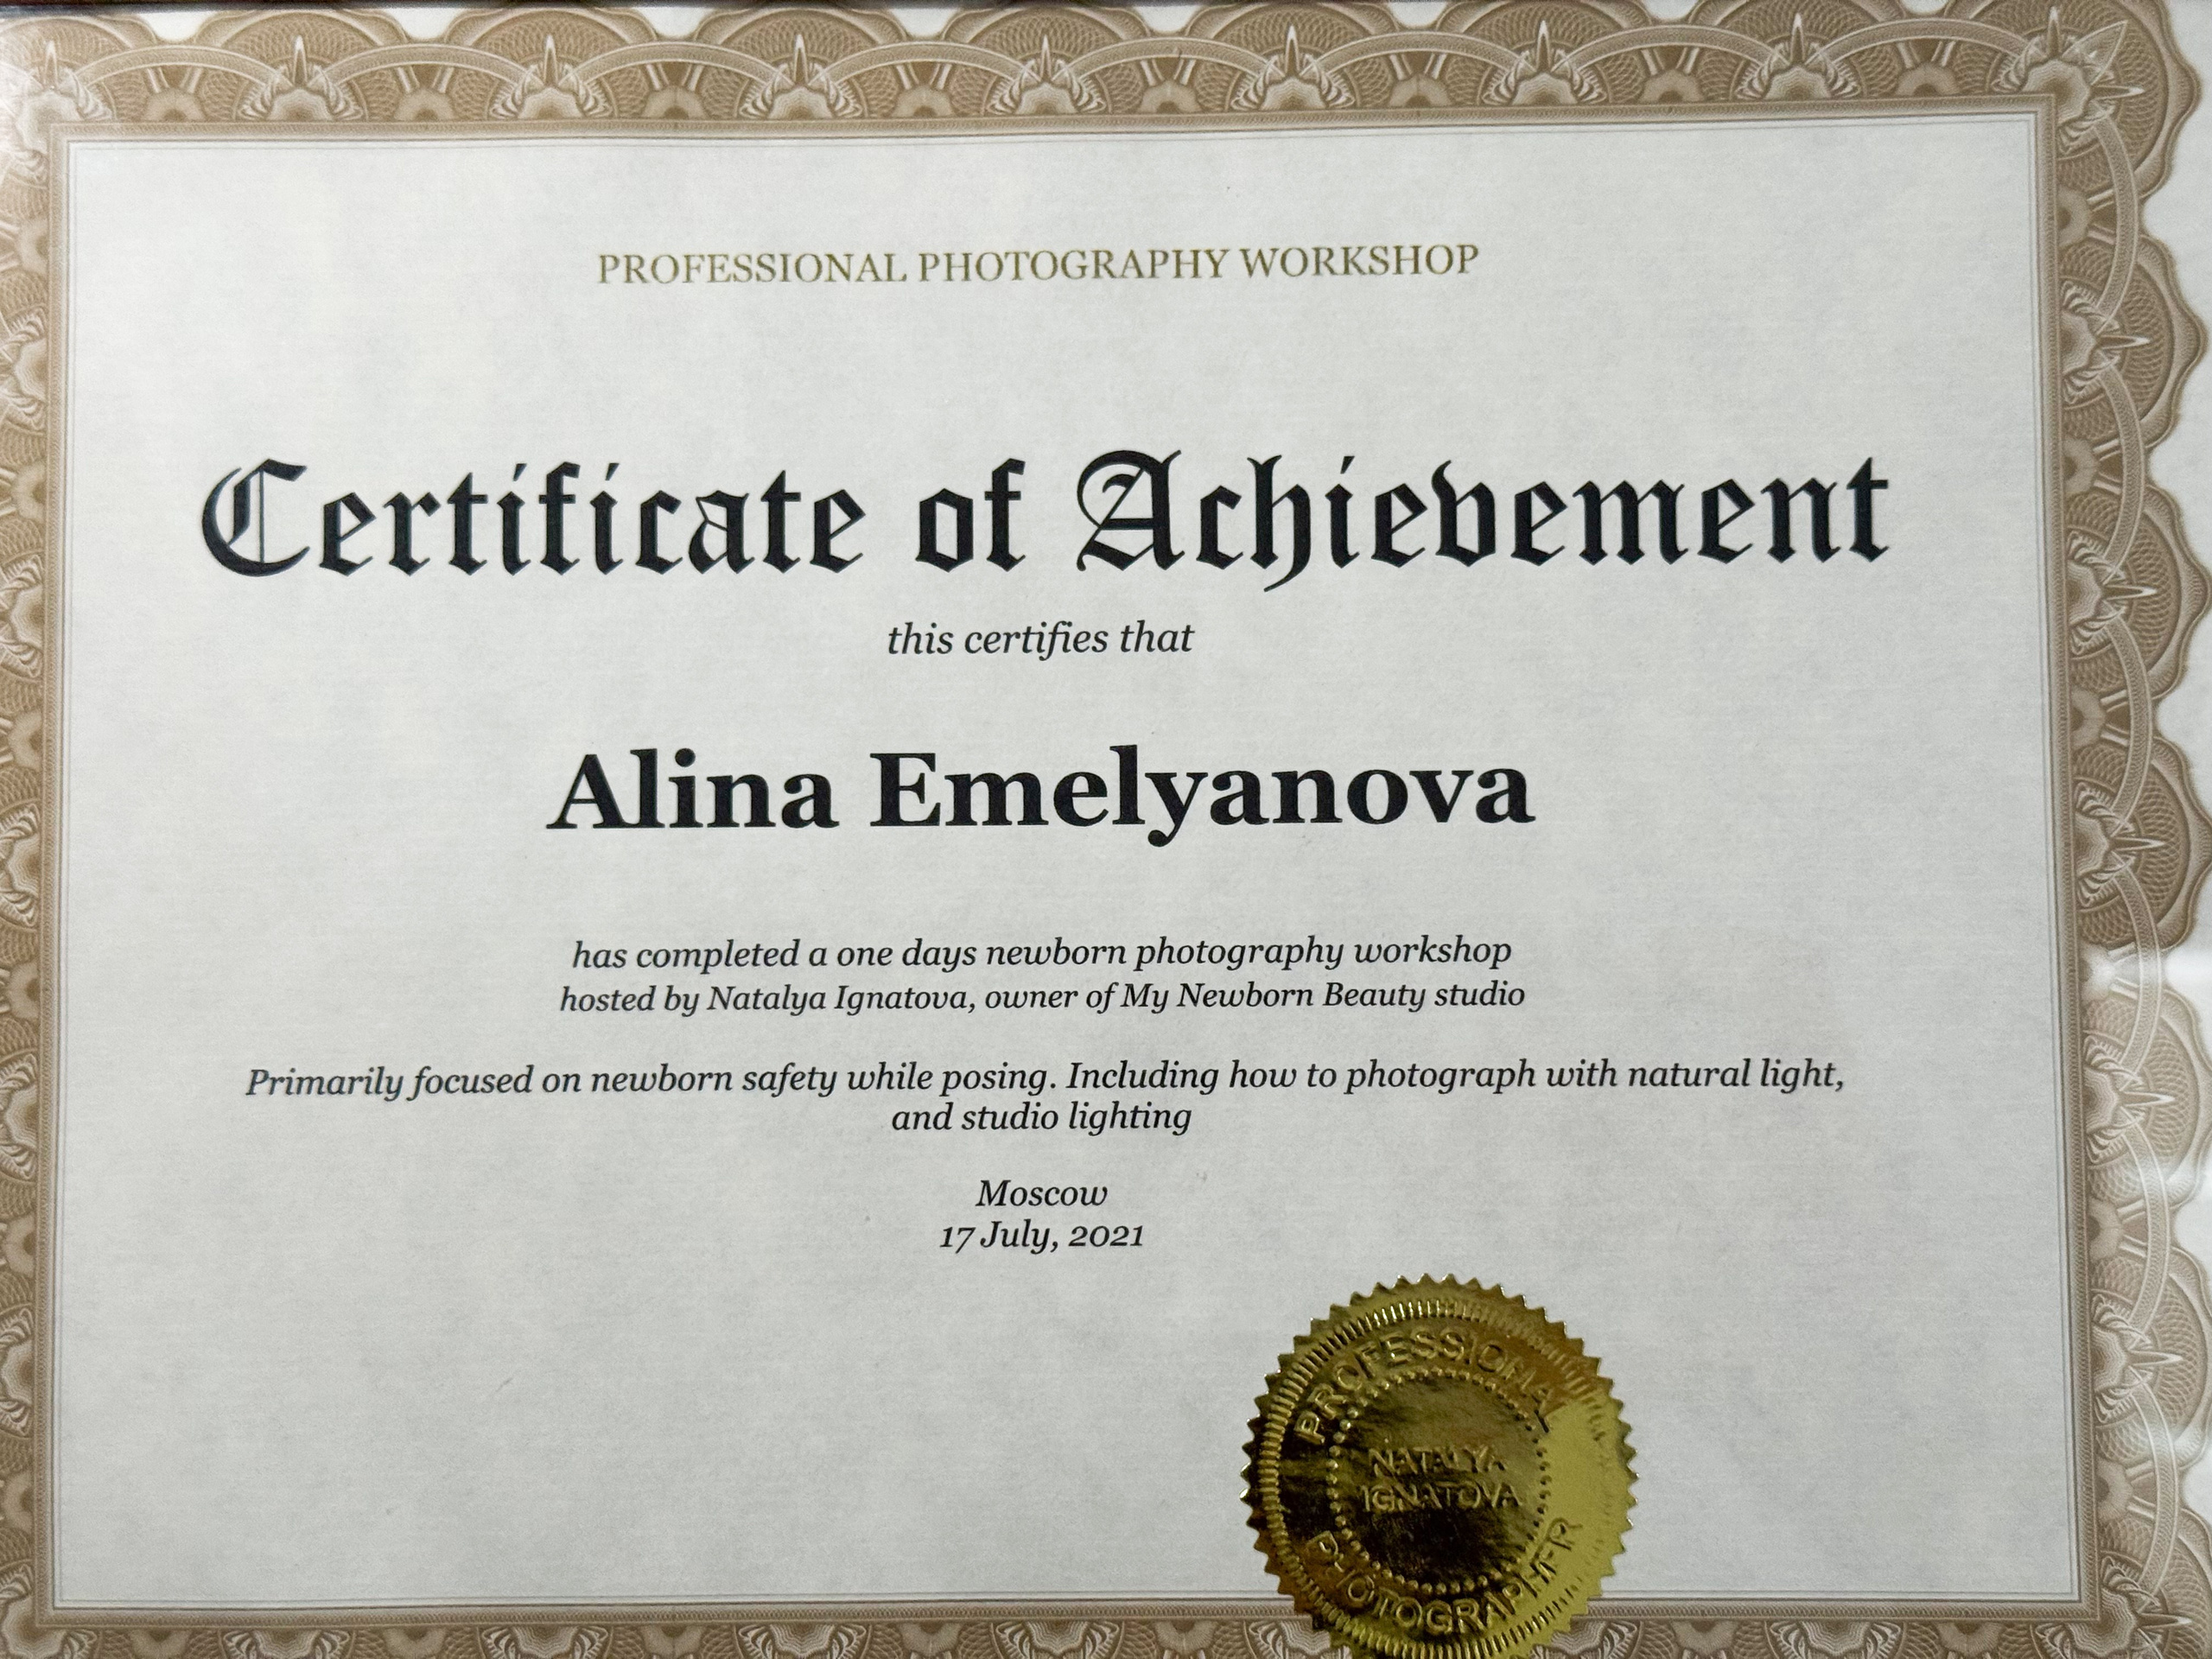 PROFESSIONAL PHOTOGRAPHY WORKSHOP
Certificate of Achievement
this certifies that
Alina Emelyanova
has completed a one days newborn photography workshop
hosted by Natalya Ignatova, owner of My Newborn Beauty studio
Primarily focused on newborn safety while posing. Including how to photograph with natural light,
and studio lighting
Moscow
17 July, 2021
PROFESSIONAL
NATALYA
IGNATOVA
PHOTOGRAPHER